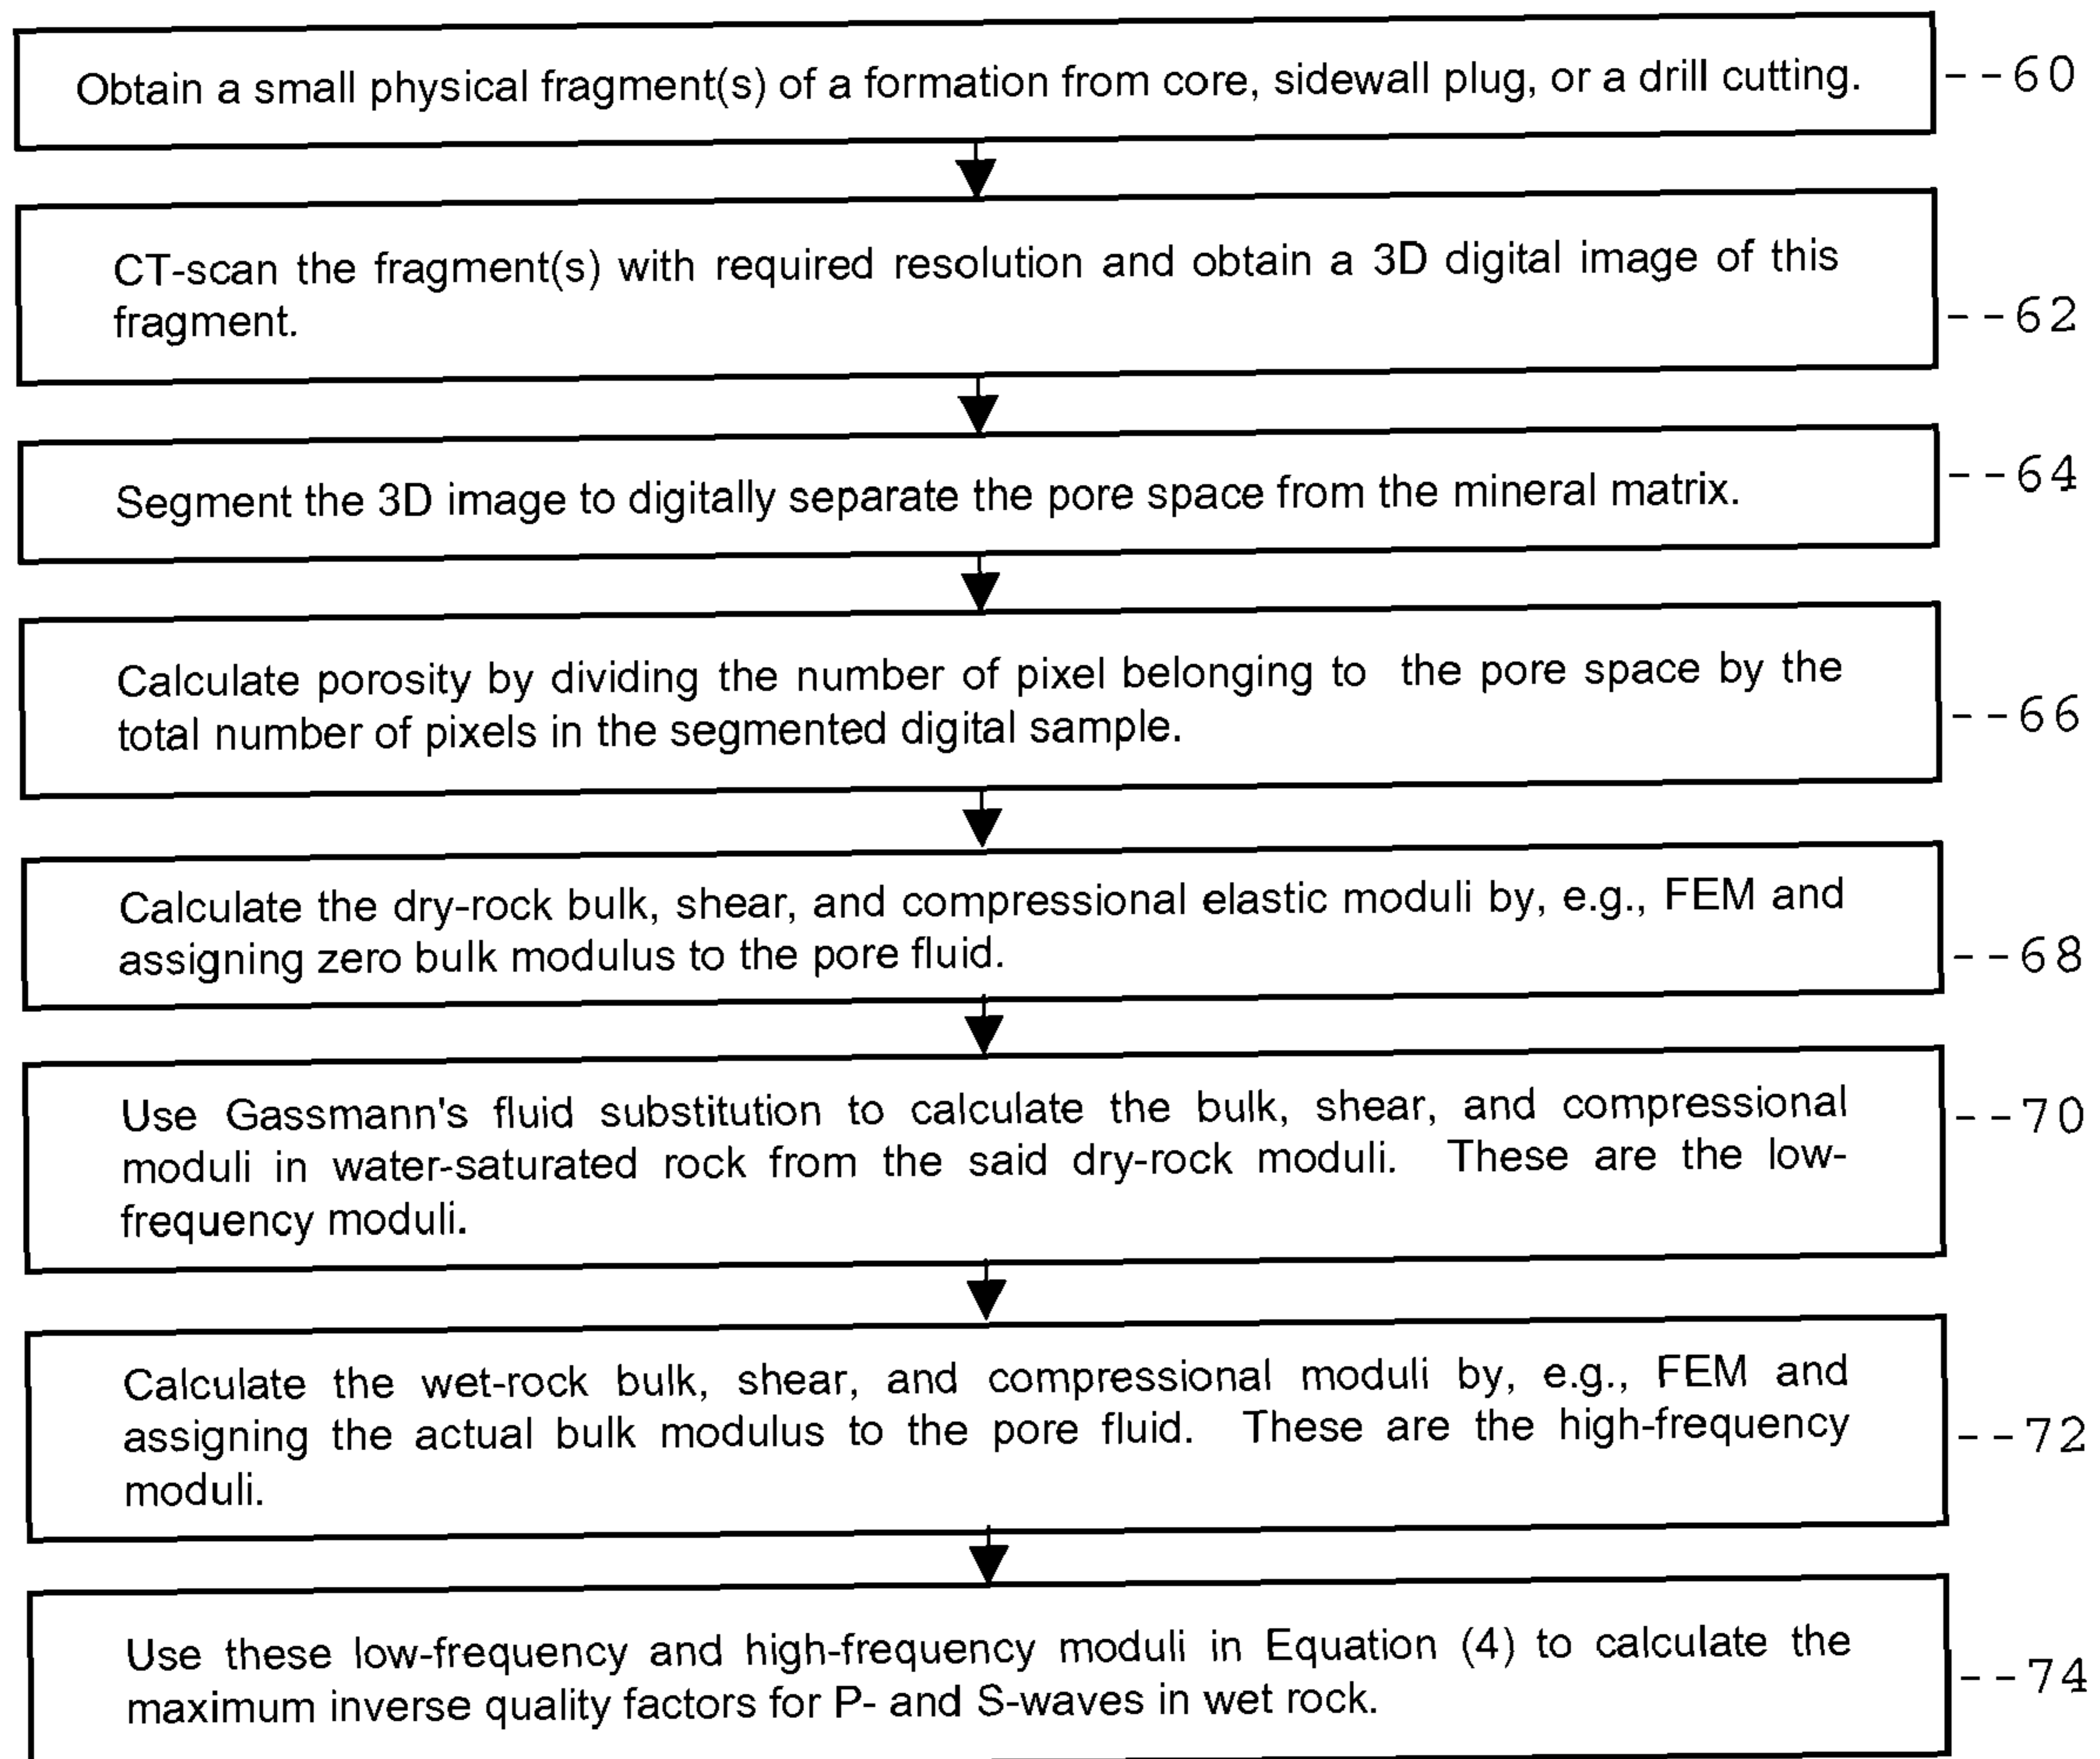 Obtain a small physical fragment(s) of a formation from core, sidewall plug, or a drill cutting.
--60
CT-scan the fragment(s) with required resolution and obtain a 3D digital image of this
fragment.
--62
Segment the 3D image to digitally separate the pore space from the mineral matrix.
--64
Calculate porosity by dividing the number of pixel belonging to the pore space by the
total number of pixels in the segmented digital sample.
--66
Calculate the dry-rock bulk, shear, and compressional elastic moduli by, e.g., FEM and
assigning zero bulk modulus to the pore fluid.
--68
Use Gassmann's fluid substitution to calculate the bulk, shear, and compressional
moduli in water-saturated rock from the said dry-rock moduli. These are the low-
frequency moduli.
--70
Calculate the wet-rock bulk, shear, and compressional moduli by, e.g., FEM and
assigning the actual bulk modulus to the pore fluid. These are the high-frequency
moduli.
--72
Use these low-frequency and high-frequency moduli in Equation (4) to calculate the
maximum inverse quality factors for P- and S-waves in wet rock.
--74